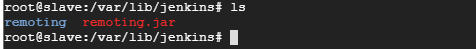 root@slave:/var/lib/jenkins# ls
remoting remoting.jar
root@slave:/var/lib/jenkins#